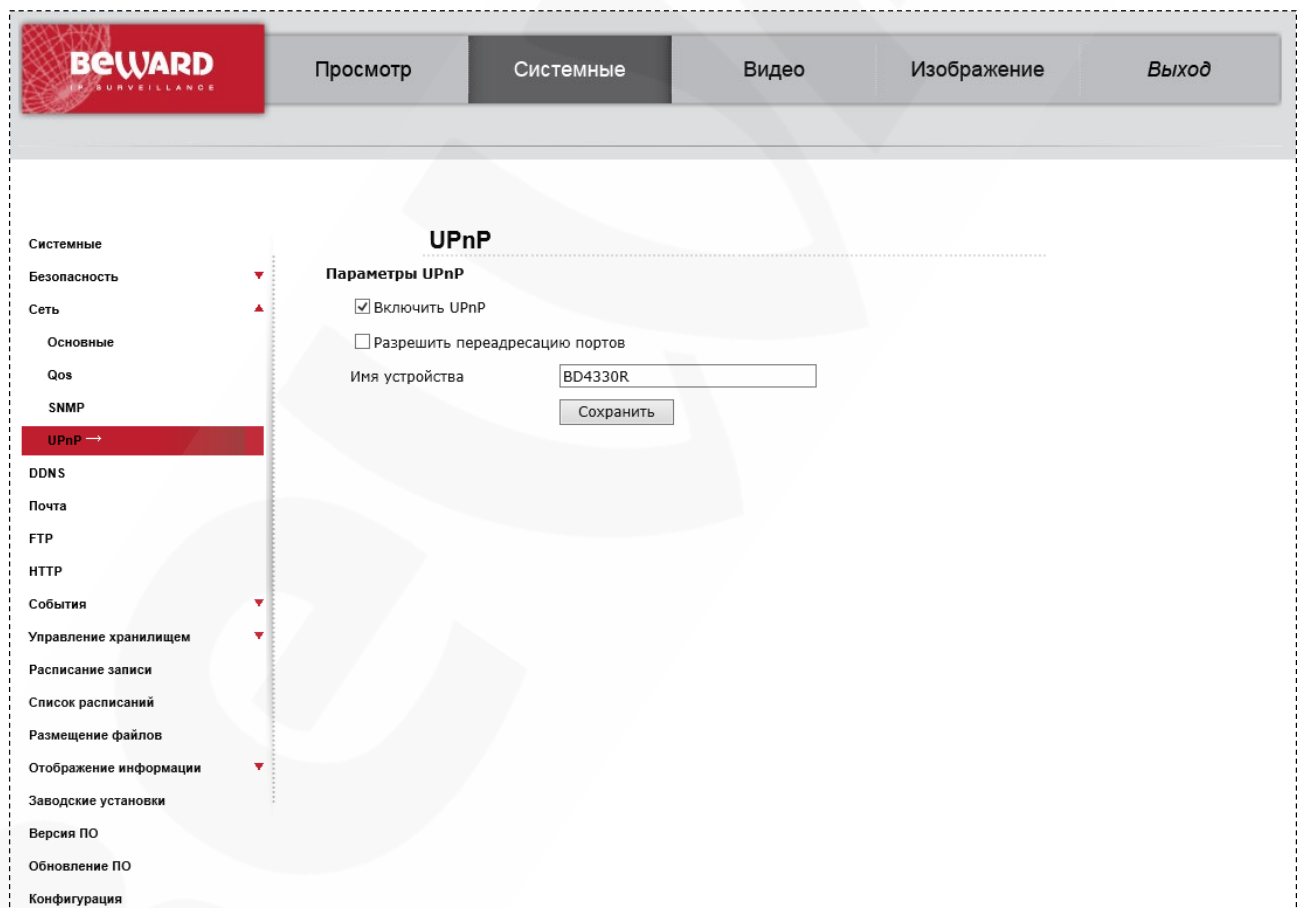 BEWARD
IP SURVEILLANCE
Просмотр Системные Видео Изображение Выход
UPnP
Системные
Безопасность
Сеть
Основные
Qos
SNMP
UPnP →
DDNS
Почта
FTP
HTTP
События
Управление хранилищем
Расписание записи
Список расписаний
Размещение файлов
Отображение информации
Заводские установки
Версия ПО
Обновление ПО
Конфигурация
Параметры UPnP
Включить UPnP
Разрешить переадресацию портов
Имя устройства BD4330R
Сохранить